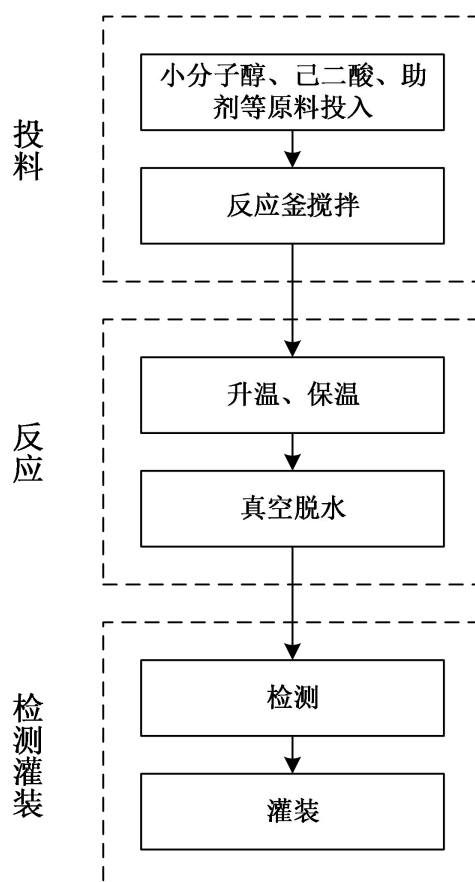 投料
小分子醇、己二酸、助
剂等原料投入
反应釜搅拌
反应
升温、保温
真空脱水
检测灌装
检测
灌装